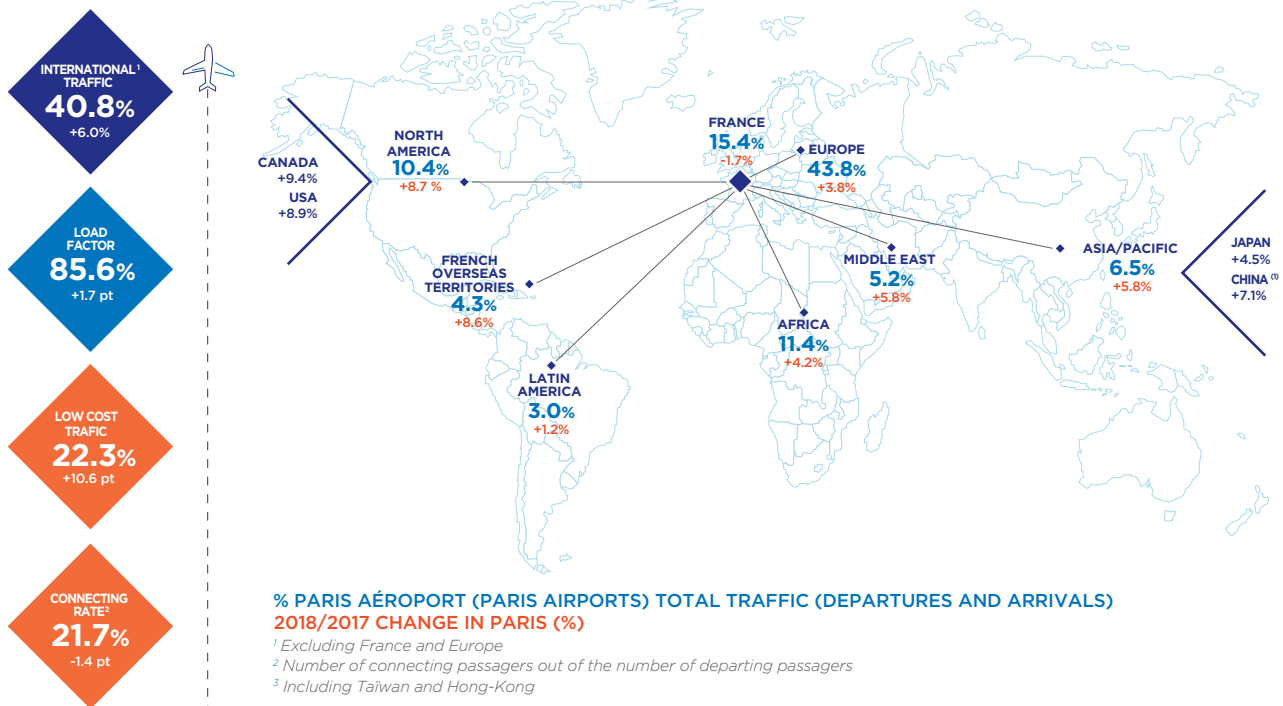 INTERNATIONAL¹
TRAFFIC
40.8%
+6.0%
LOAD
FACTOR
85.6%
+1.7 pt
LOW COST
TRAFIC
22.3%
+10.6 pt
CONNECTING
RATE²
21.7%
-1.4 pt
CANADA
+9.4%
USA
+8.9%
NORTH
AMERICA
10.4%
+8.7 %
FRENCH
OVERSEAS
TERRITORIES
4.3%
+8.6%
LATIN
AMERICA
3.0%
+1.2%
FRANCE
15.4%
-1.7%
EUROPE
43.8%
+3.8%
MIDDLE EAST
5.2%
+5.8%
AFRICA
11.4%
+4.2%
ASIA/PACIFIC
6.5%
+5.8%
JAPAN
+4.5%
CHINA ⁽¹⁾
+7.1%
% PARIS AÉROPORT (PARIS AIRPORTS) TOTAL TRAFFIC (DEPARTURES AND ARRIVALS)
2018/2017 CHANGE IN PARIS (%)
¹ Excluding France and Europe
² Number of connecting passagers out of the number of departing passagers
³ Including Taïwan and Hong-Kong